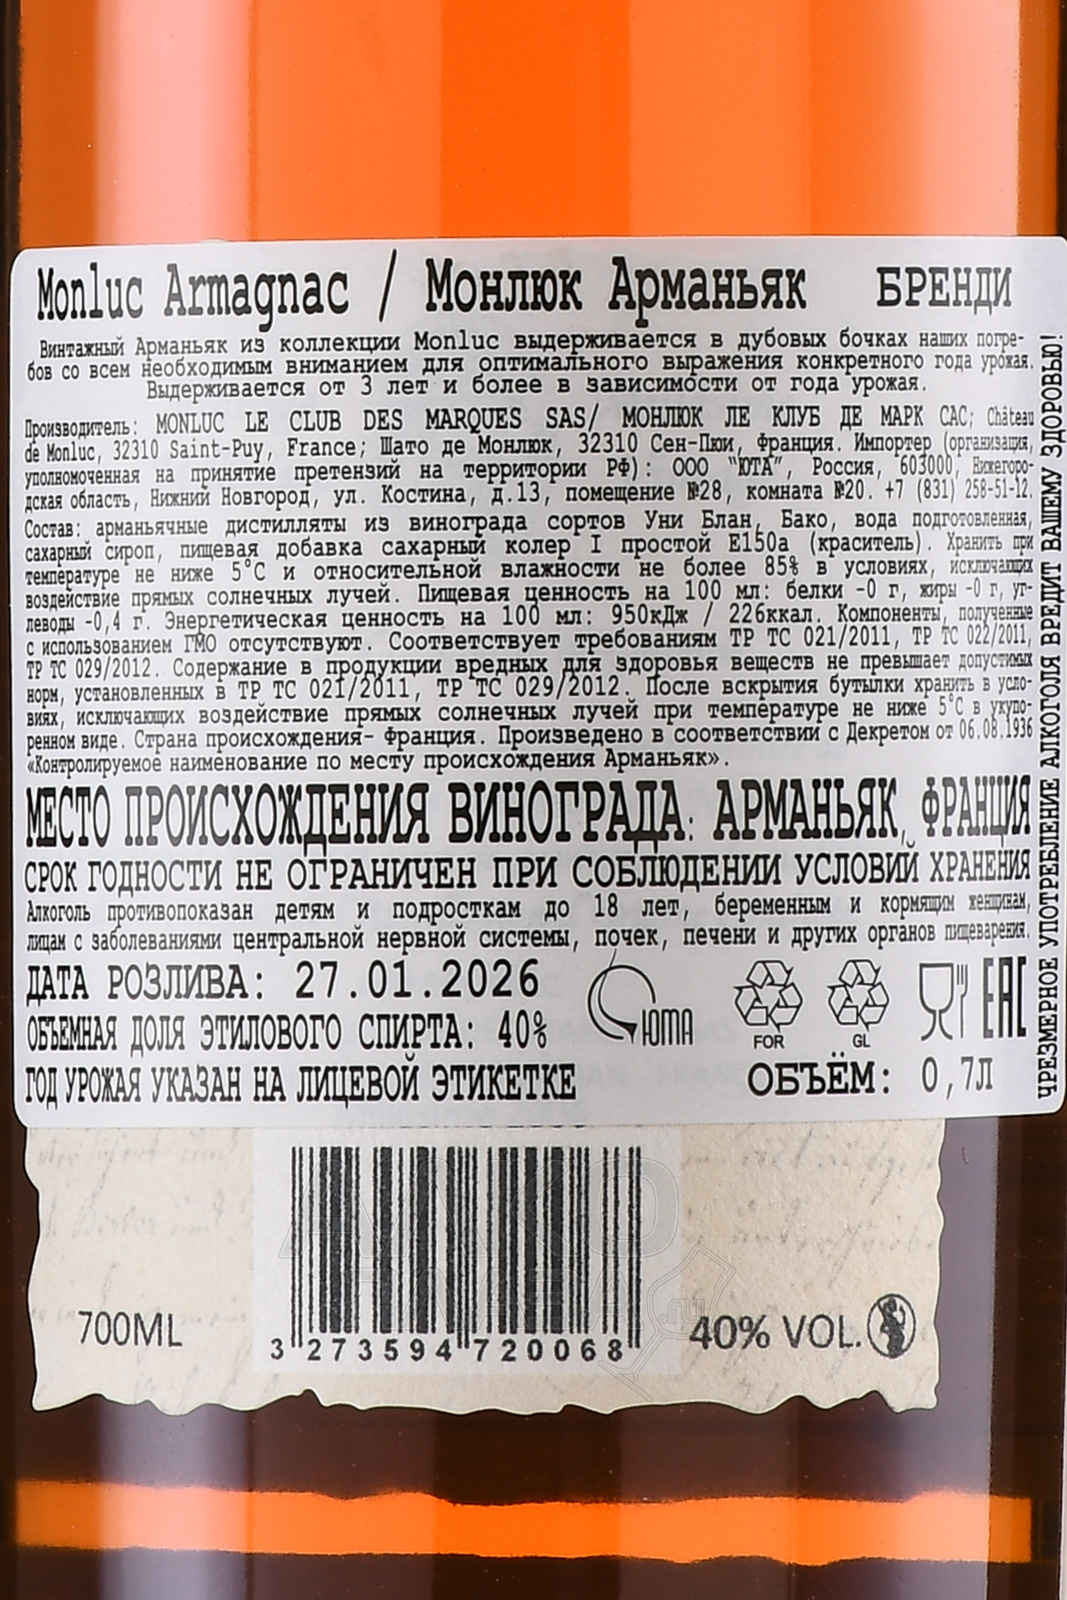 Monluc Armagnac / Монлюк Арманьяк БРЕНДИ
Винтажный Арманьяк из коллекции Monluc выдерживается в дубовых бочках наших погре-
бов со всем необходимым вниманием для оптимального выражения конкретного года урожая.
Выдерживается от 3 лет и более в зависимости от года урожая.
Производитель: MONLUC LE CLUB DES MARQUES SAS/ МОНЛЮК ЛЕ КЛУБ ДЕ МАРК САС; Château
de Monluc, 32310 Saint-Puy, France; Шато де Монлюк, 32310 Сен-Пюи, Франция. Импортер (организация,
уполномоченная на принятие претензий на территории РФ): ООО "ЮТА", Россия, 603000, Нижегоро-
дская область, Нижний Новгород, ул. Костина, д.13, помещение №28, комната №20. +7 (831) 258-51-12.
Состав: арманьячные дистилляты из винограда сортов Уни Блан, Бако, вода подготовленная,
сахарный сироп, пищевая добавка сахарный колер I простой Е150а (краситель). Хранить при
температуре не ниже 5°С и относительной влажности не более 85% в условиях, исключающих
воздействие прямых солнечных лучей. Пищевая ценность на 100 мл: белки -0 г, жиры -0 г, уг-
леводы -0,4 г. Энергетическая ценность на 100 мл: 950кДж / 226ккал. Компоненты, полученные
с использованием ГМО отсутствуют. Соответствует требованиям ТР ТС 021/2011, ТР ТС 022/2011,
ТР ТС 029/2012. Содержание в продукции вредных для здоровья веществ не превышает допустимых
норм, установленных в ТР ТС 021/2011, ТР ТС 029/2012. После вскрытия бутылки хранить в усло-
виях, исключающих воздействие прямых солнечных лучей при температуре не ниже 5°С в укупо-
ренном виде. Страна происхождения- Франция. Произведено в соответствии с Декретом от 06.08.1936
«Контролируемое наименование по месту происхождения Арманьяк».
МЕСТО ПРОИСХОЖДЕНИЯ ВИНОГРАДА: АРМАНЬЯК, ФРАНЦИЯ
СРОК ГОДНОСТИ НЕ ОГРАНИЧЕН ПРИ СОБЛЮДЕНИИ УСЛОВИЙ ХРАНЕНИЯ
Алкоголь противопоказан детям и подросткам до 18 лет, беременным и кормящим женщинам,
лицам с заболеваниями центральной нервной системы, почек, печени и других органов пищеварения.
ДАТА РОЗЛИВА: 27.01.2026
ОБЪЕМНАЯ ДОЛЯ ЭТИЛОВОГО СПИРТА: 40%
ГОД УРОЖАЯ УКАЗАН НА ЛИЦЕВОЙ ЭТИКЕТКЕ
ЮТА
FOR
GL
EAC
ОБЪЁМ: 0,7л
ЧРЕЗМЕРНОЕ УПОТРЕБЛЕНИЕ АЛКОГОЛЯ ВРЕДИТ ВАШЕМУ ЗДОРОВЬЮ!
700ML
3 273594 720068
40% VOL.